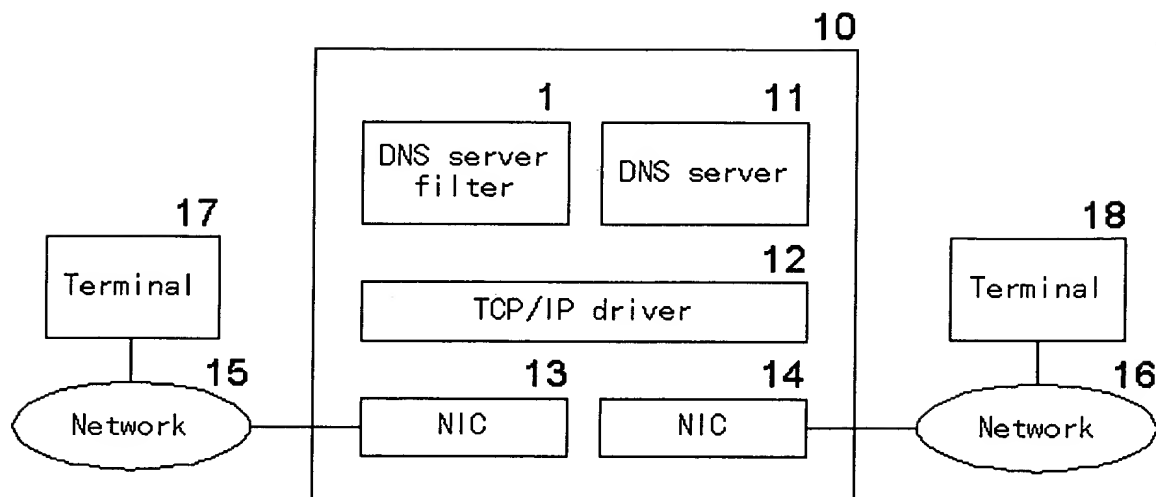 10
1
11
DNS server
filter
DNS server
17
18
Terminal
12
Terminal
TCP/IP driver
15
13
14
16
Network
NIC
NIC
Network